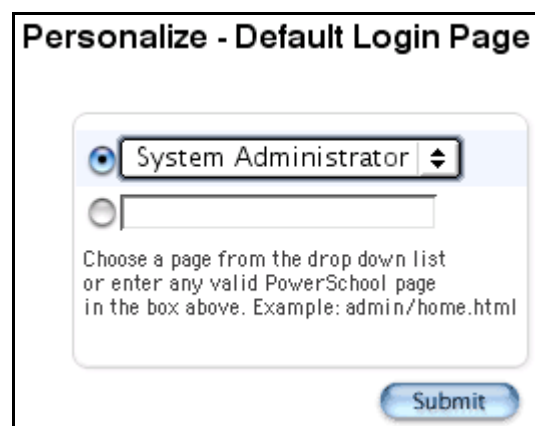 Personalize - Default Login Page
System Administrator
Choose a page from the drop down list
or enter any valid PowerSchool page
in the box above. Example: admin/home.html
Submit